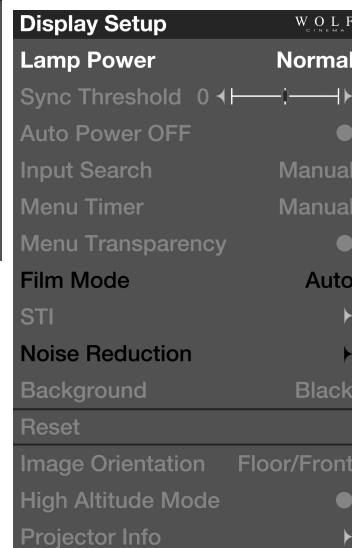 Display Setup WOLF
CINEMA
Lamp Power Normal
Sync Threshold 0
Auto Power OFF
Input Search Manual
Menu Timer Manual
Menu Transparency
Film Mode Auto
STI
Noise Reduction
Background Black
Reset
Image Orientation Floor/Front
High Altitude Mode
Projector Info